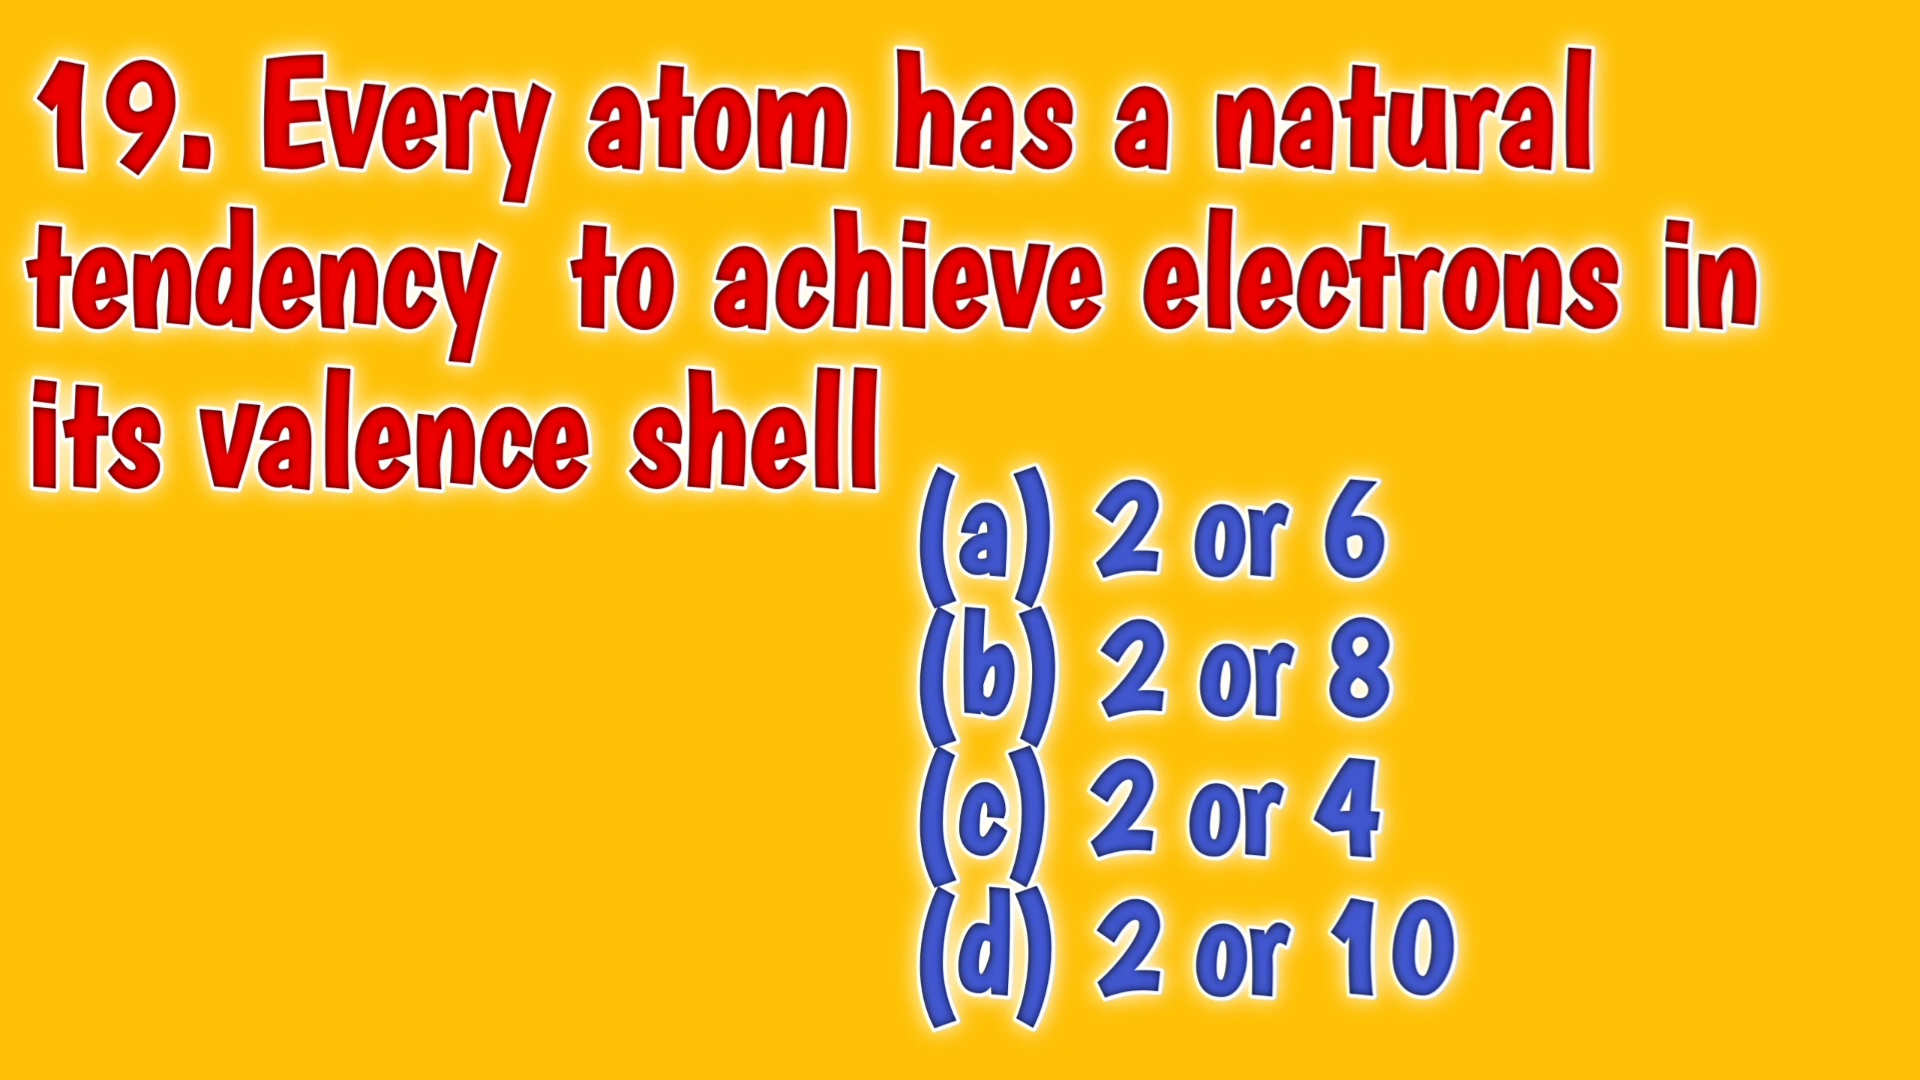 19. Every atom has a natural
tendency to achieve electrons in
its valence shell
(a) 2 or 6
(b) 2 or 8
(c) 2 or 4
(d) 2 or 10